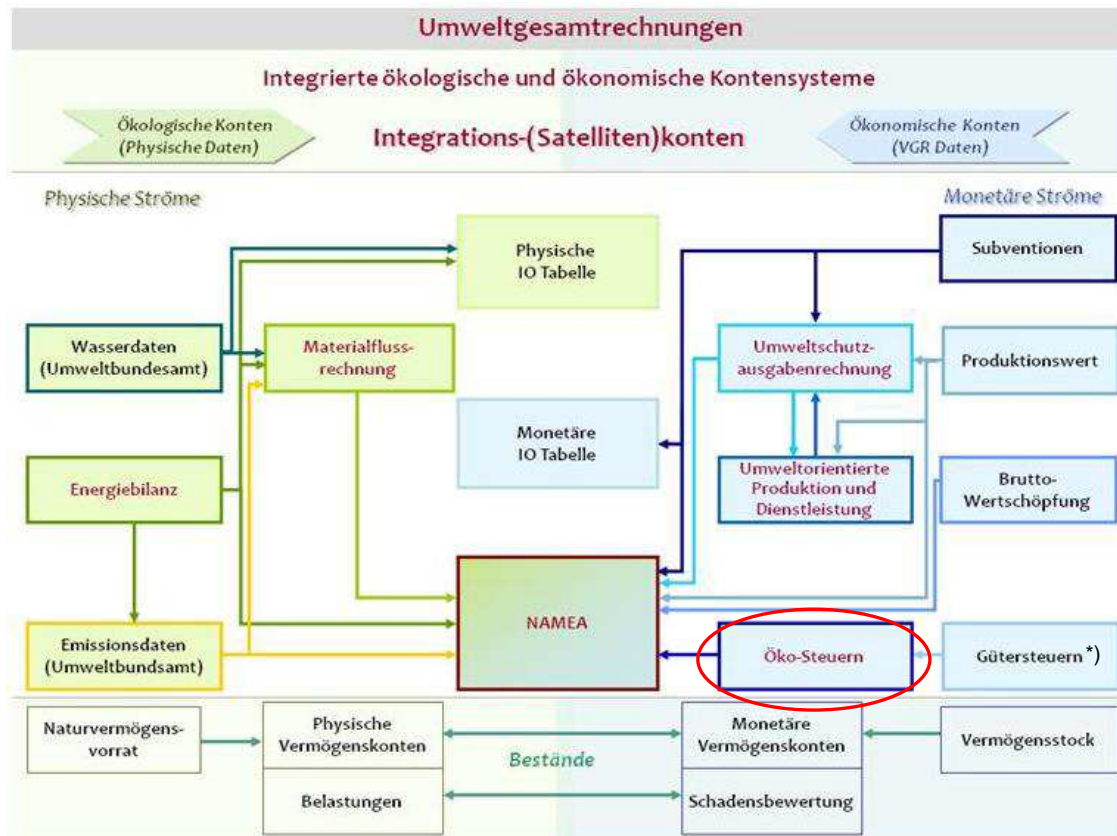 Umweltgesamtrechnungen
Integrierte ökologische und ökonomische Kontensysteme
Ökologische Konten
(Physische Daten)
Integrations-(Satelliten)konten
Ökonomische Konten
(VGR Daten)
Physische Ströme
Monetäre Ströme
Physische
IO Tabelle
Subventionen
Wasserdaten
(Umweltbundesamt)
Materialfluss-
rechnung
Umweltschutz-
ausgabenrechnung
Produktionswert
Monetäre
IO Tabelle
Energiebilanz
Umweltorientierte
Produktion und
Dienstleistung
Brutto-
Wertschöpfung
NAMEA
Emissionsdaten
(Umweltbundsamt)
Öko-Steuern
Gütersteuern*)
Naturvermögens-
vorrat
Physische
Vermögenskonten
Bestände
Monetäre
Vermögenskonten
Vermögensstock
Belastungen
Schadensbewertung